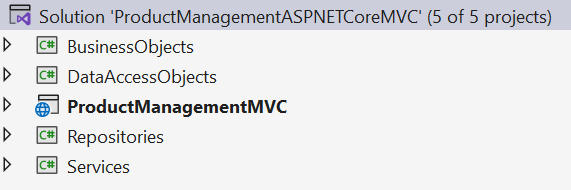 Solution 'ProductManagementASPNETCoreMVC' (5 of 5 projects)
C# BusinessObjects
C# DataAccessObjects
ProductManagementMVC
C# Repositories
C# Services